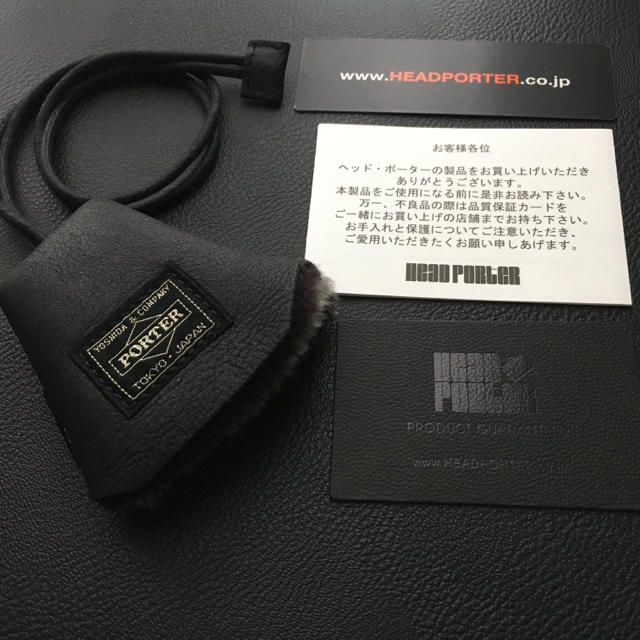 www.HEADPORTER.co.jp
お客様各位
ヘッド・ポーターの製品をお買い上げいただき
ありがとうございます。
本製品をご使用になる前に是非お読み下さい。
万一、不良品の際は品質保証カードを
ご一緒にお買い上げの店舗までお持ち下さい。
お手入れと保護についてご注意いただき、
ご愛用いただきたくお願い申しあげます。
HEAD PORTER
YOSHIDA & COMPANY
PORTER
TOKYO, JAPAN
HEAD
PORTER
PRODUCT GUARANTEE